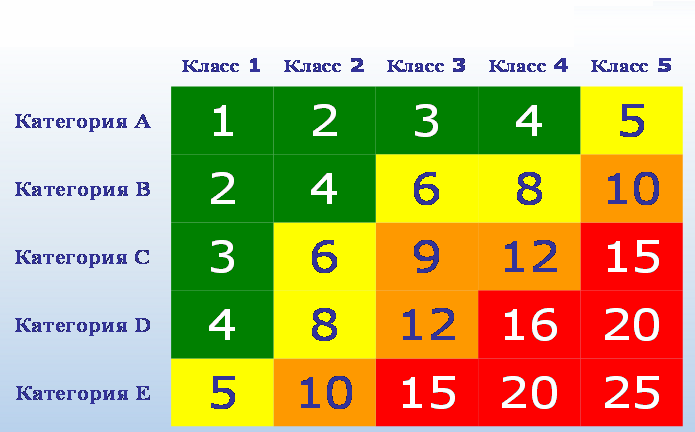 Класс 1 Класс 2 Класс 3 Класс 4 Класс 5
Категория A 1 2 3 4 5
Категория B 2 4 6 8 10
Категория C 3 6 9 12 15
Категория D 4 8 12 16 20
Категория E 5 10 15 20 25